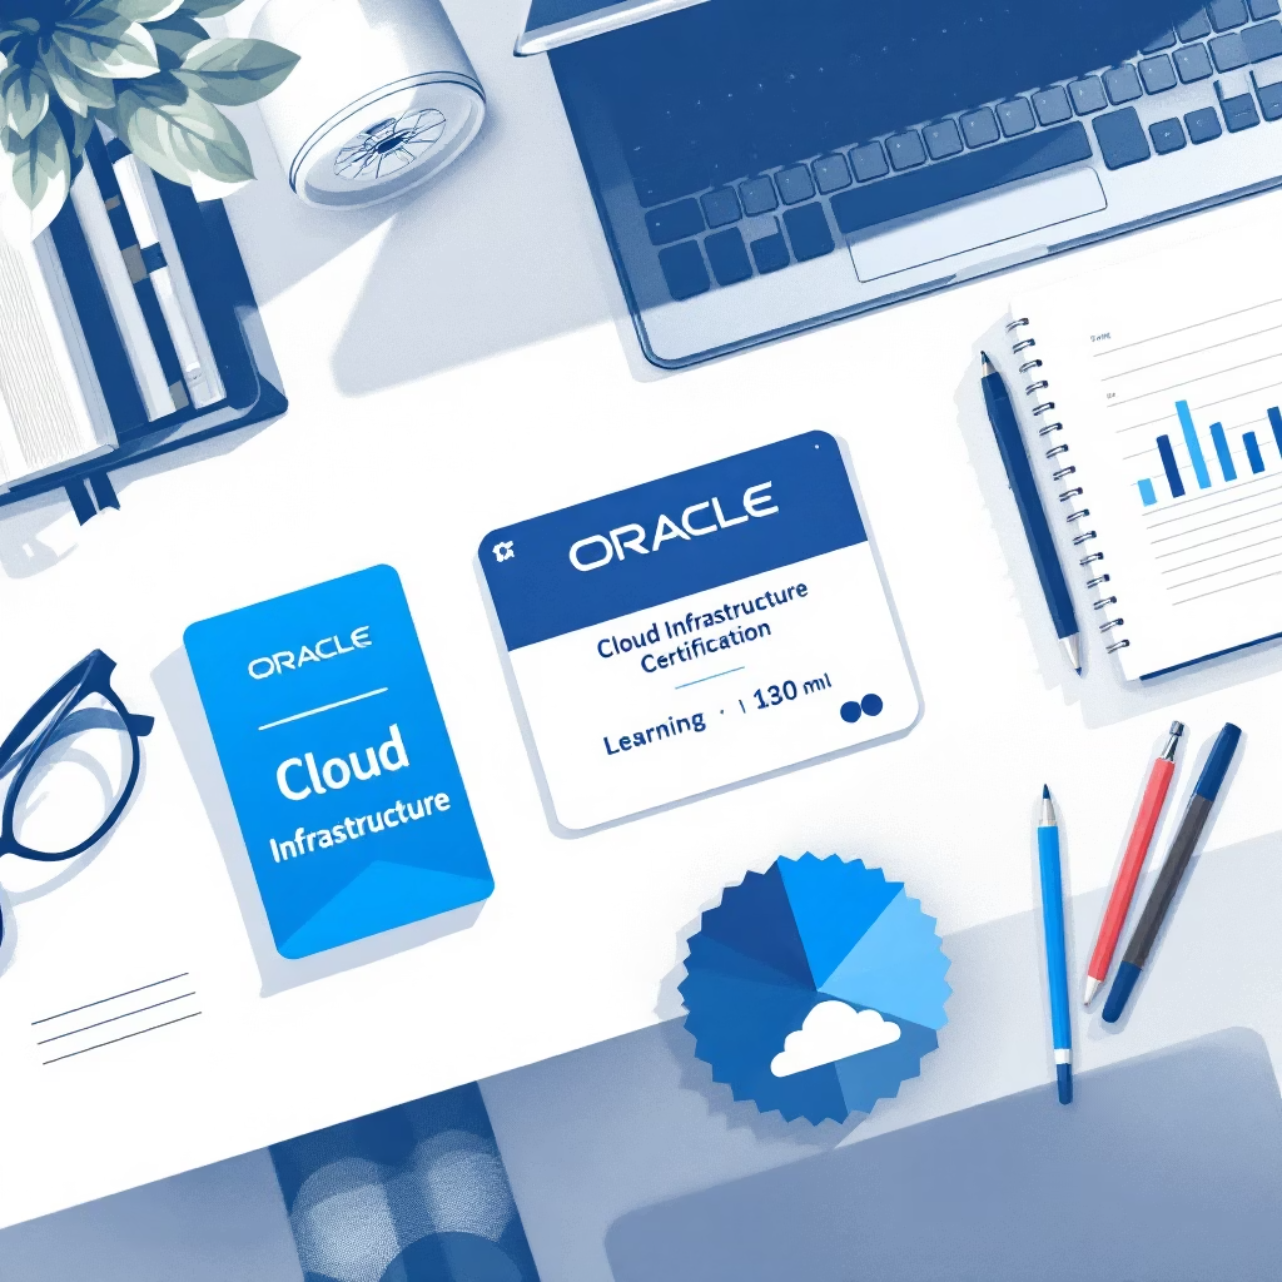 ORACLE
Cloud Infrastructure
Certification
Learning · | 130 ml
ORACLE
Cloud
Infrastructure